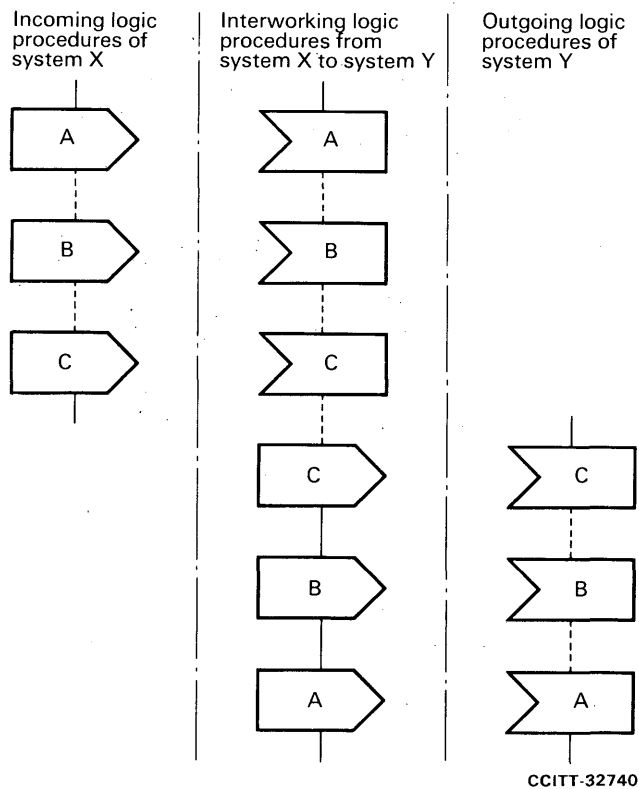 Incoming logic
procedures of
system X
Interworking logic
procedures from
system X to system Y
Outgoing logic
procedures of
system Y
A
A
B
B
C
C
C
C
B
B
A
A
CCITT-32740